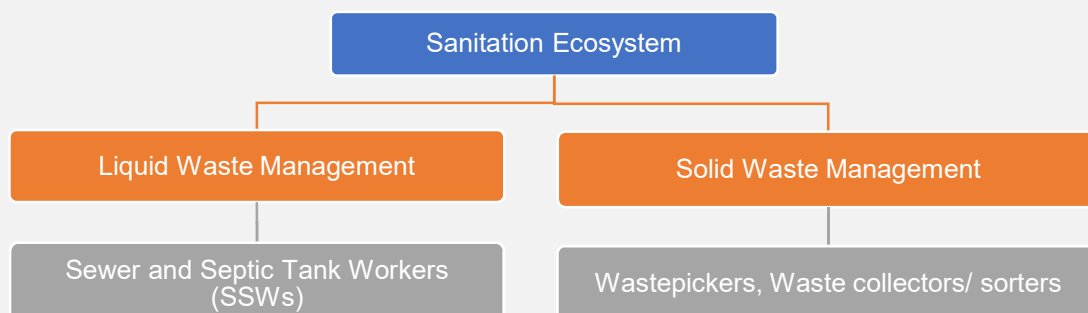 Sanitation Ecosystem
Liquid Waste Management
Solid Waste Management
Sewer and Septic Tank Workers
(SSWs)
Wastepickers, Waste collectors/ sorters